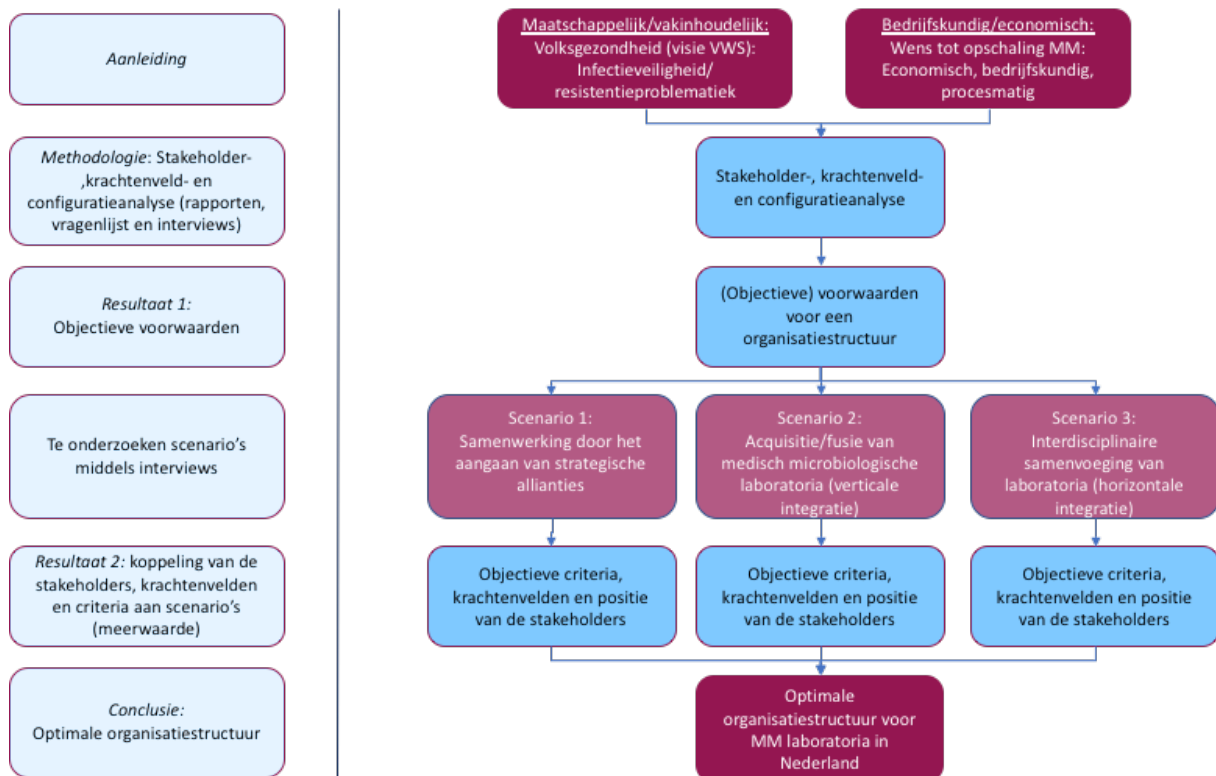 Aanleiding
Maatschappelijk/vakinhoudelijk:
Volksgezondheid (visie VWS):
Infectieveiligheid/
resistentieproblematiek
Bedrijfskundig/economisch:
Wens tot opschaling MM:
Economisch, bedrijfskundig,
procesmatig
Methodologie: Stakeholder-
,krachtenveld- en
configuratieanalyse (rapporten,
vragenlijst en interviews)
Stakeholder-, krachtenveld-
en configuratieanalyse
Resultaat 1:
Objectieve voorwaarden
(Objectieve) voorwaarden
voor een
organisatiestructuur
Te onderzoeken scenario’s
middels interviews
Scenario 1:
Samenwerking door het
aangaan van strategische
allianties
Scenario 2:
Acquisitie/fusie van
medisch microbiologische
laboratoria (verticale
integratie)
Scenario 3:
Interdisciplinaire
samenvoeging van
laboratoria (horizontale
integratie)
Resultaat 2: koppeling van de
stakeholders, krachtenvelden
en criteria aan scenario’s
(meerwaarde)
Objectieve criteria,
krachtenvelden en positie
van de stakeholders
Objectieve criteria,
krachtenvelden en positie
van de stakeholders
Objectieve criteria,
krachtenvelden en positie
van de stakeholders
Conclusie:
Optimale organisatiestructuur
Optimale
organisatiestructuur voor
MM laboratoria in
Nederland